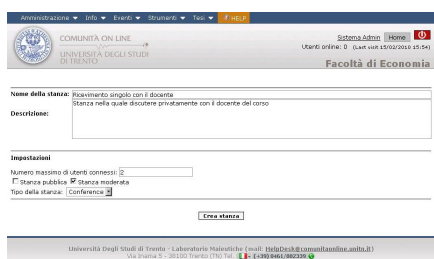 Amministrazione Info Eventi Strumenti Tesi HELP
COMUNITÀ ON LINE
UNIVERSITÀ DEGLI STUDI
DI TRENTO
Sistema Admin Home
Utenti online: 0 (Last visit 15/02/2010 15:54)
Facoltà di Economia
Nome della stanza: Ricevimento singolo con il docente
Descrizione: Stanza nella quale discutere privatamente con il docente del corso
Impostazioni
Numero massimo di utenti connessi: 2
Stanza pubblica Stanza moderata
Tipo della stanza: Conference
Crea stanza
Università Degli Studi di Trento - Laboratorio Maieutiche (mail: HelpDesk@comunitaonline.unitn.it)
Via Inama 5 - 38100 Trento (TN) Tel. (+39) 0461/882339